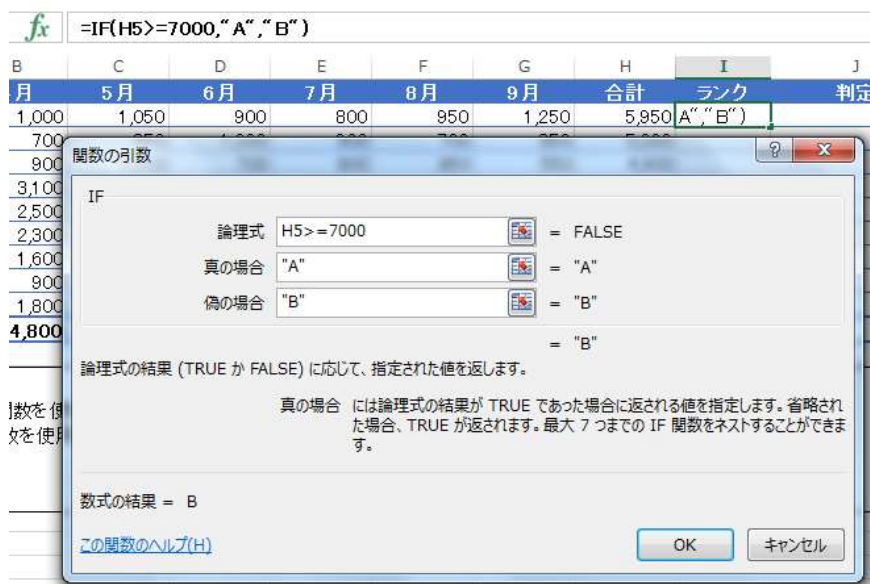 fx =IF(H5>=7000,"A","B")
B C D E F G H I J
月 5月 6月 7月 8月 9月 合計 ランク 判定
1,000 1,050 900 800 950 1,250 5,950 A","B")
700
900
3,100
2,500
2,300
1,600
900
1,800
4,800
関数の引数
IF
論理式 H5>=7000 = FALSE
真の場合 "A" = "A"
偽の場合 "B" = "B"
= "B"
論理式の結果 (TRUE か FALSE) に応じて、指定された値を返します。
真の場合 には論理式の結果が TRUE であった場合に返される値を指定します。省略され
た場合、TRUE が返されます。最大 7 つまでの IF 関数をネストすることができま
す。
数を使
数を使用
数式の結果 = B
この関数のヘルプ(H)
OK キャンセル